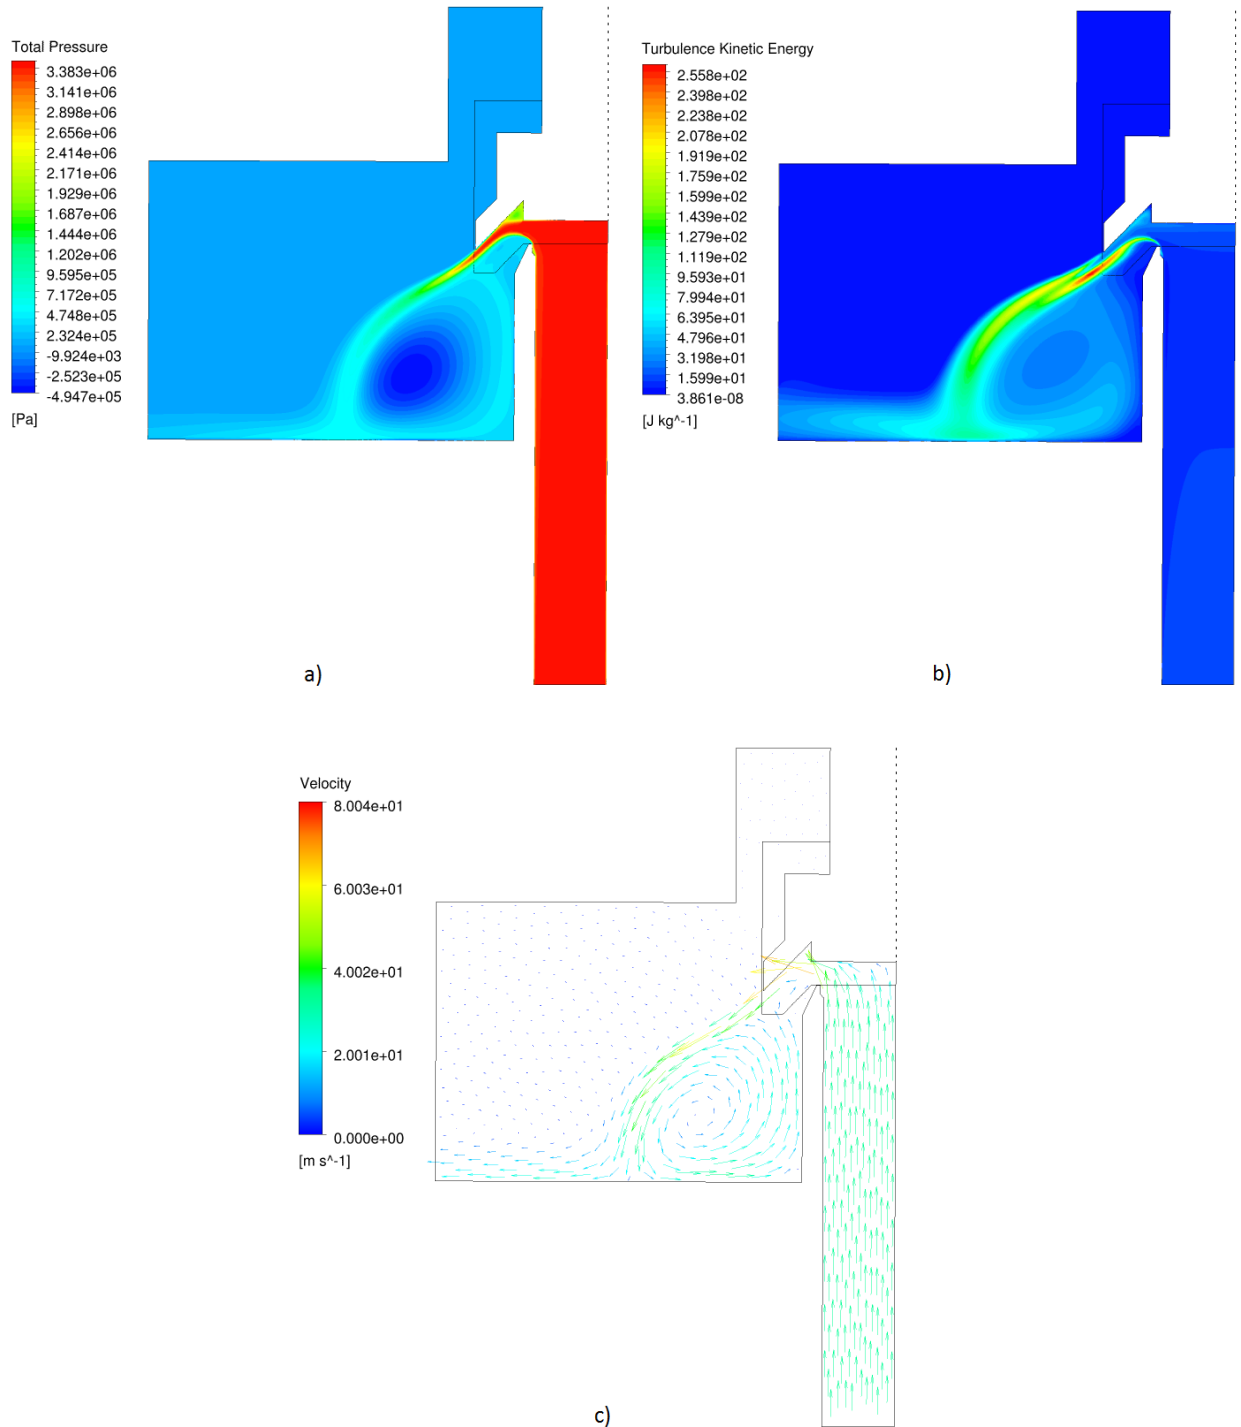 Total Pressure
3.383e+06
3.141e+06
2.898e+06
2.656e+06
2.414e+06
2.171e+06
1.929e+06
1.687e+06
1.444e+06
1.202e+06
9.595e+05
7.172e+05
4.748e+05
2.324e+05
-9.924e+03
-2.523e+05
-4.947e+05
[Pa]
a)
Turbulence Kinetic Energy
2.558e+02
2.398e+02
2.238e+02
2.078e+02
1.919e+02
1.759e+02
1.599e+02
1.439e+02
1.279e+02
1.119e+02
9.593e+01
7.994e+01
6.395e+01
4.796e+01
3.198e+01
1.599e+01
3.861e-08
[J kg^-1]
b)
Velocity
8.004e+01
6.003e+01
4.002e+01
2.001e+01
0.000e+00
[m s^-1]
c)